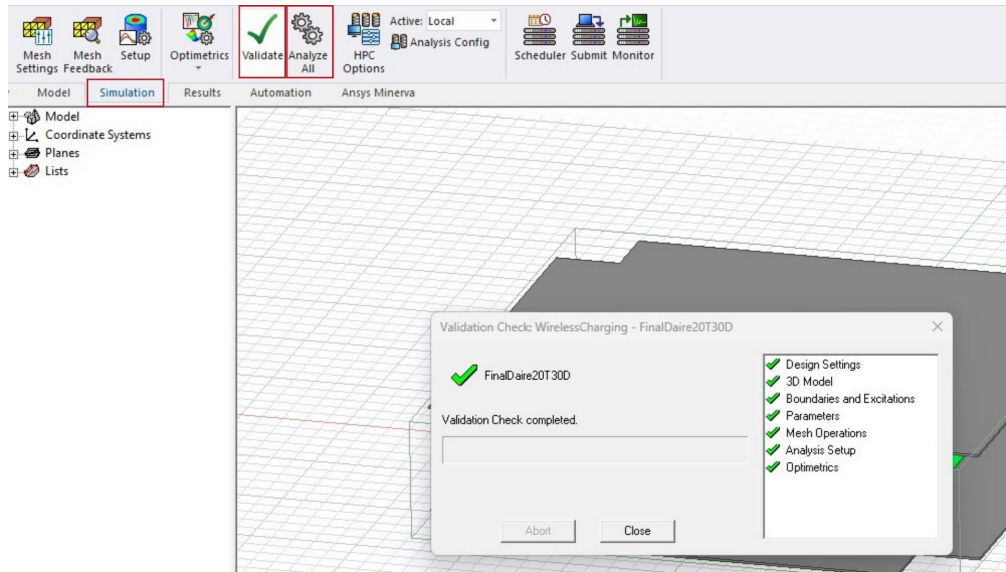 Mesh Settings
Mesh Feedback
Setup
Optimetrics
Validate
Analyze All
HPC Options
Active: Local
Analysis Config
Scheduler
Submit
Monitor
Model
Simulation
Results
Automation
Ansys Minerva
Model
Coordinate Systems
Planes
Lists
Validation Check: WirelessCharging - FinalDaire20T30D
FinalDaire20T30D
Validation Check completed.
Abort
Close
Design Settings
3D Model
Boundaries and Excitations
Parameters
Mesh Operations
Analysis Setup
Optimetrics